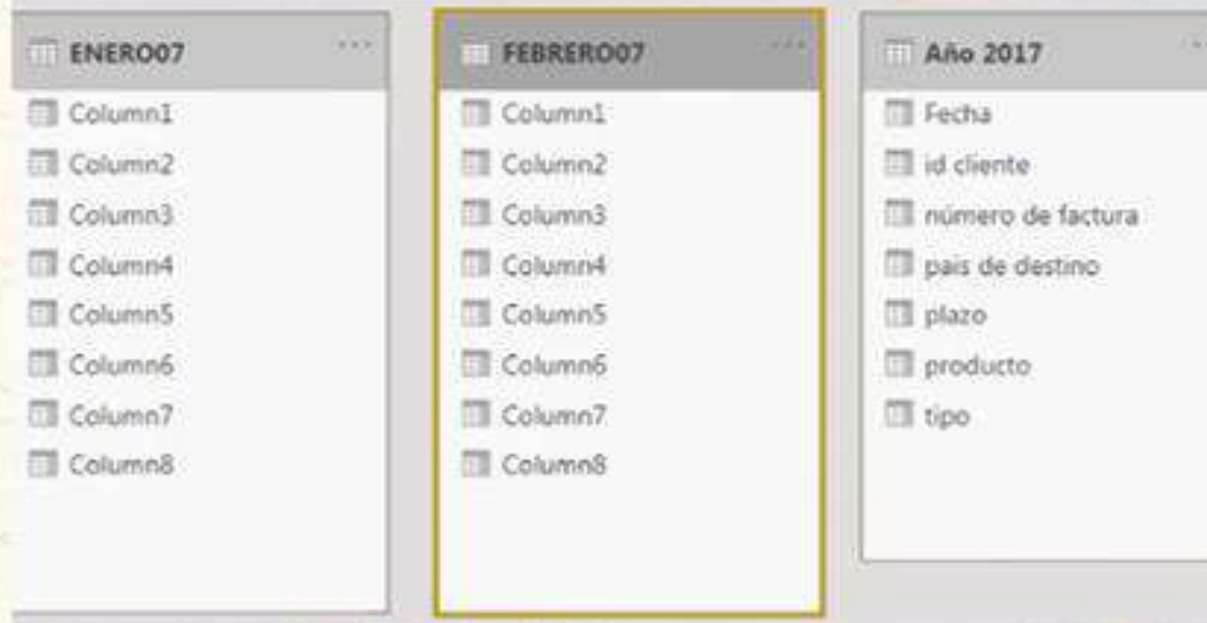 ENERO07
Column1
Column2
Column3
Column4
Column5
Column6
Column7
Column8
FEBRERO07
Column1
Column2
Column3
Column4
Column5
Column6
Column7
Column8
Año 2017
Fecha
id cliente
número de factura
pais de destino
plazo
producto
tipo